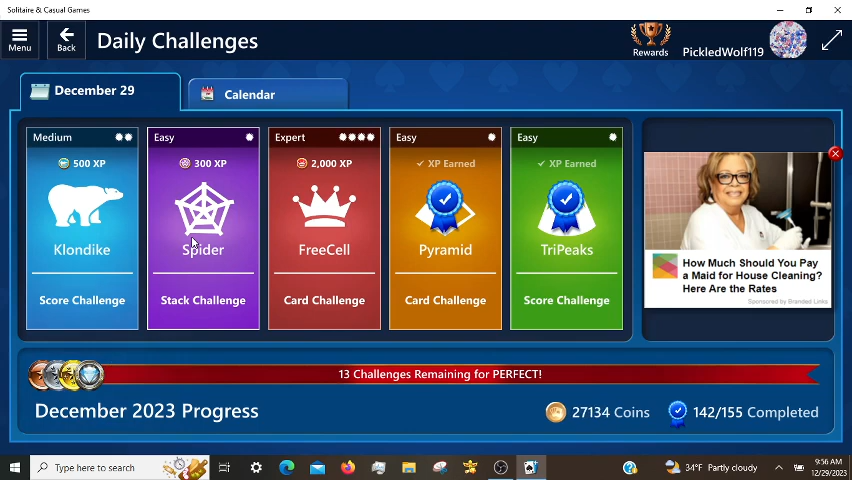 Solitaire & Casual Games
Menu
Back
Daily Challenges
Rewards
PickledWolf119
December 29
Calendar
Medium
500 XP
Klondike
Score Challenge
Easy
300 XP
Spider
Stack Challenge
Expert
2,000 XP
FreeCell
Card Challenge
Easy
XP Earned
Pyramid
Card Challenge
Easy
XP Earned
TriPeaks
Score Challenge
How Much Should You Pay
a Maid for House Cleaning?
Here Are the Rates
Sponsored by Branded Links
13 Challenges Remaining for PERFECT!
December 2023 Progress
27134 Coins
142/155 Completed
Type here to search
34°F Partly cloudy
9:56 AM
12/29/2023